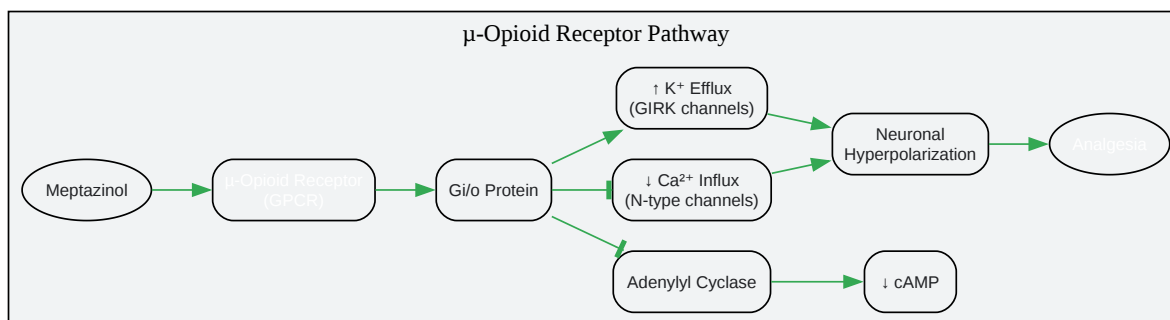 µ-Opioid Receptor Pathway
Meptazinol
µ-Opioid Receptor
(GPCR)
Gi/o Protein
↑ K⁺ Efflux
(GIRK channels)
↓ Ca²⁺ Influx
(N-type channels)
Adenylyl Cyclase
Neuronal
Hyperpolarization
↓ cAMP
Analgesia